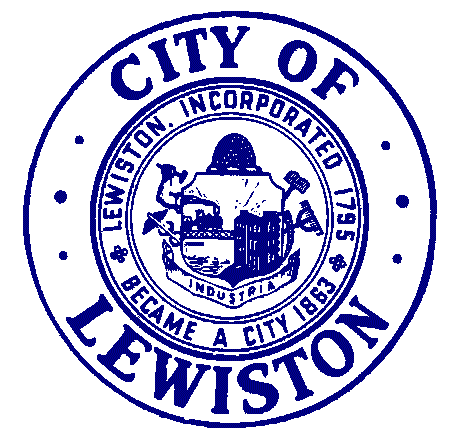 CITY OF
LEWISTON. INCORPORATED 1795
INDUSTRIA
BECAME A CITY 1863
LEWISTON